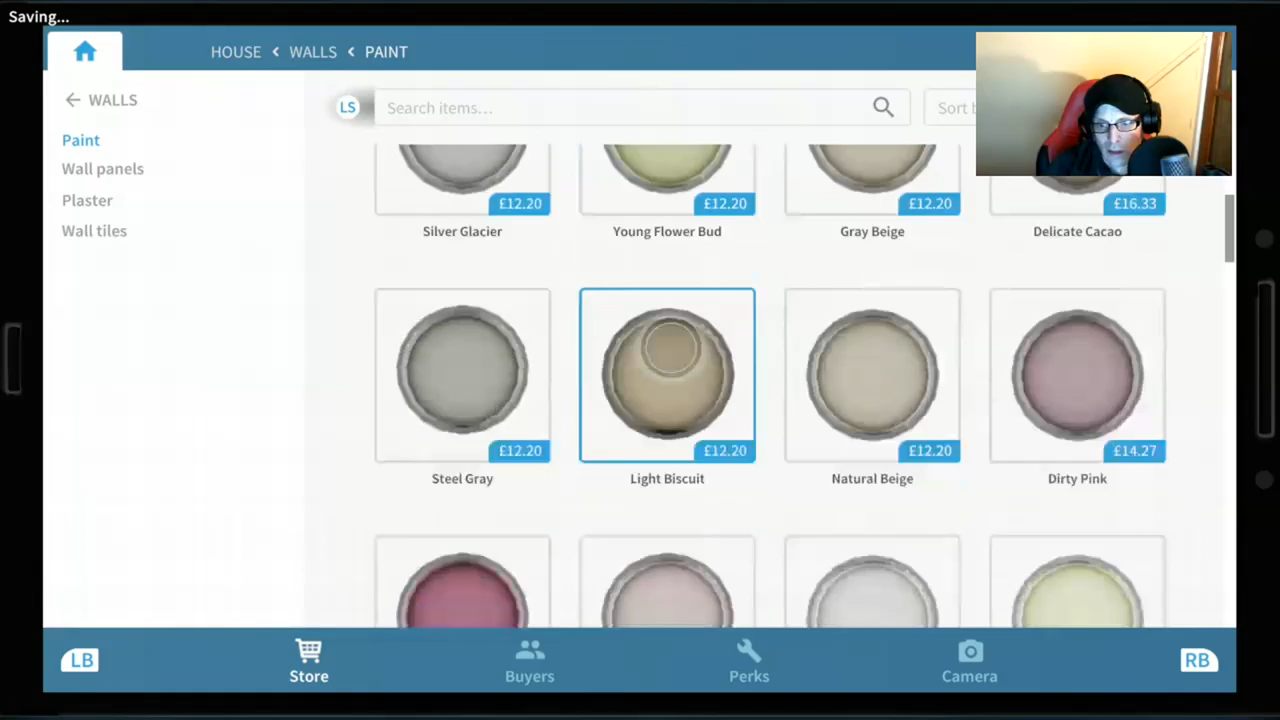 Saving...
HOUSE < WALLS < PAINT
WALLS
LS
Search items...
Sort
Paint
Wall panels
Plaster
Wall tiles
£12.20
£12.20
£12.20
£16.33
Silver Glacier
Young Flower Bud
Gray Beige
Delicate Cacao
£12.20
£12.20
£12.20
£14.27
Steel Gray
Light Biscuit
Natural Beige
Dirty Pink
LB
Store
Buyers
Perks
Camera
RB